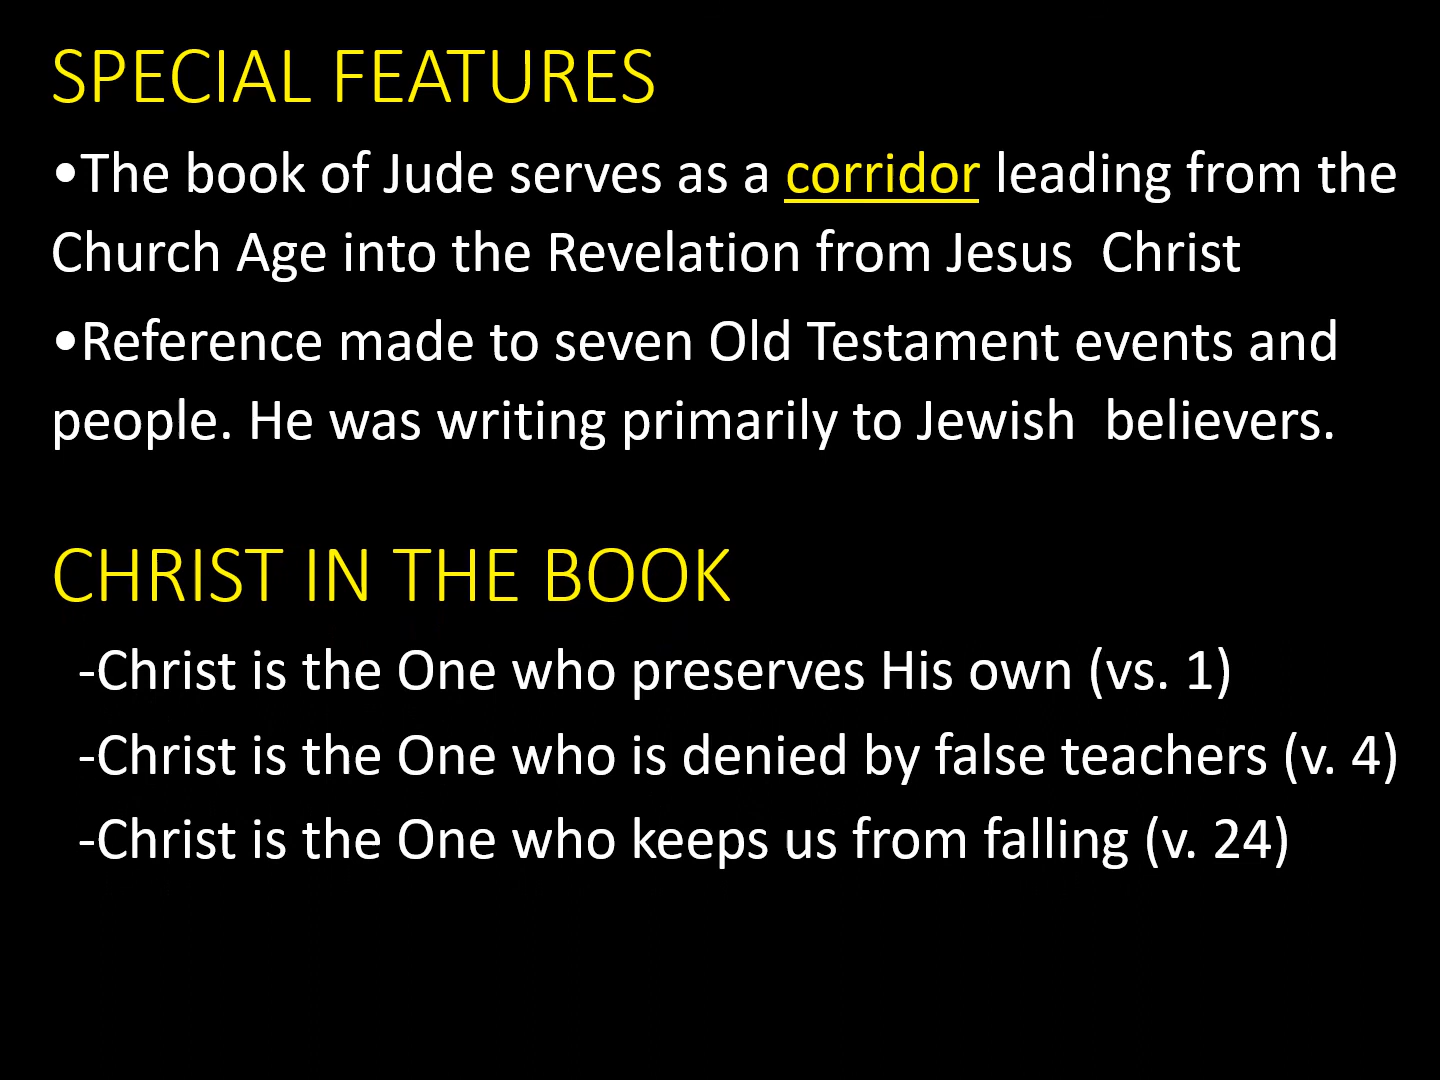 SPECIAL FEATURES
•The book of Jude serves as a corridor leading from the
Church Age into the Revelation from Jesus  Christ
•Reference made to seven Old Testament events and
people. He was writing primarily to Jewish  believers.
CHRIST IN THE BOOK
-Christ is the One who preserves His own (vs. 1)
-Christ is the One who is denied by false teachers (v. 4)
-Christ is the One who keeps us from falling (v. 24)